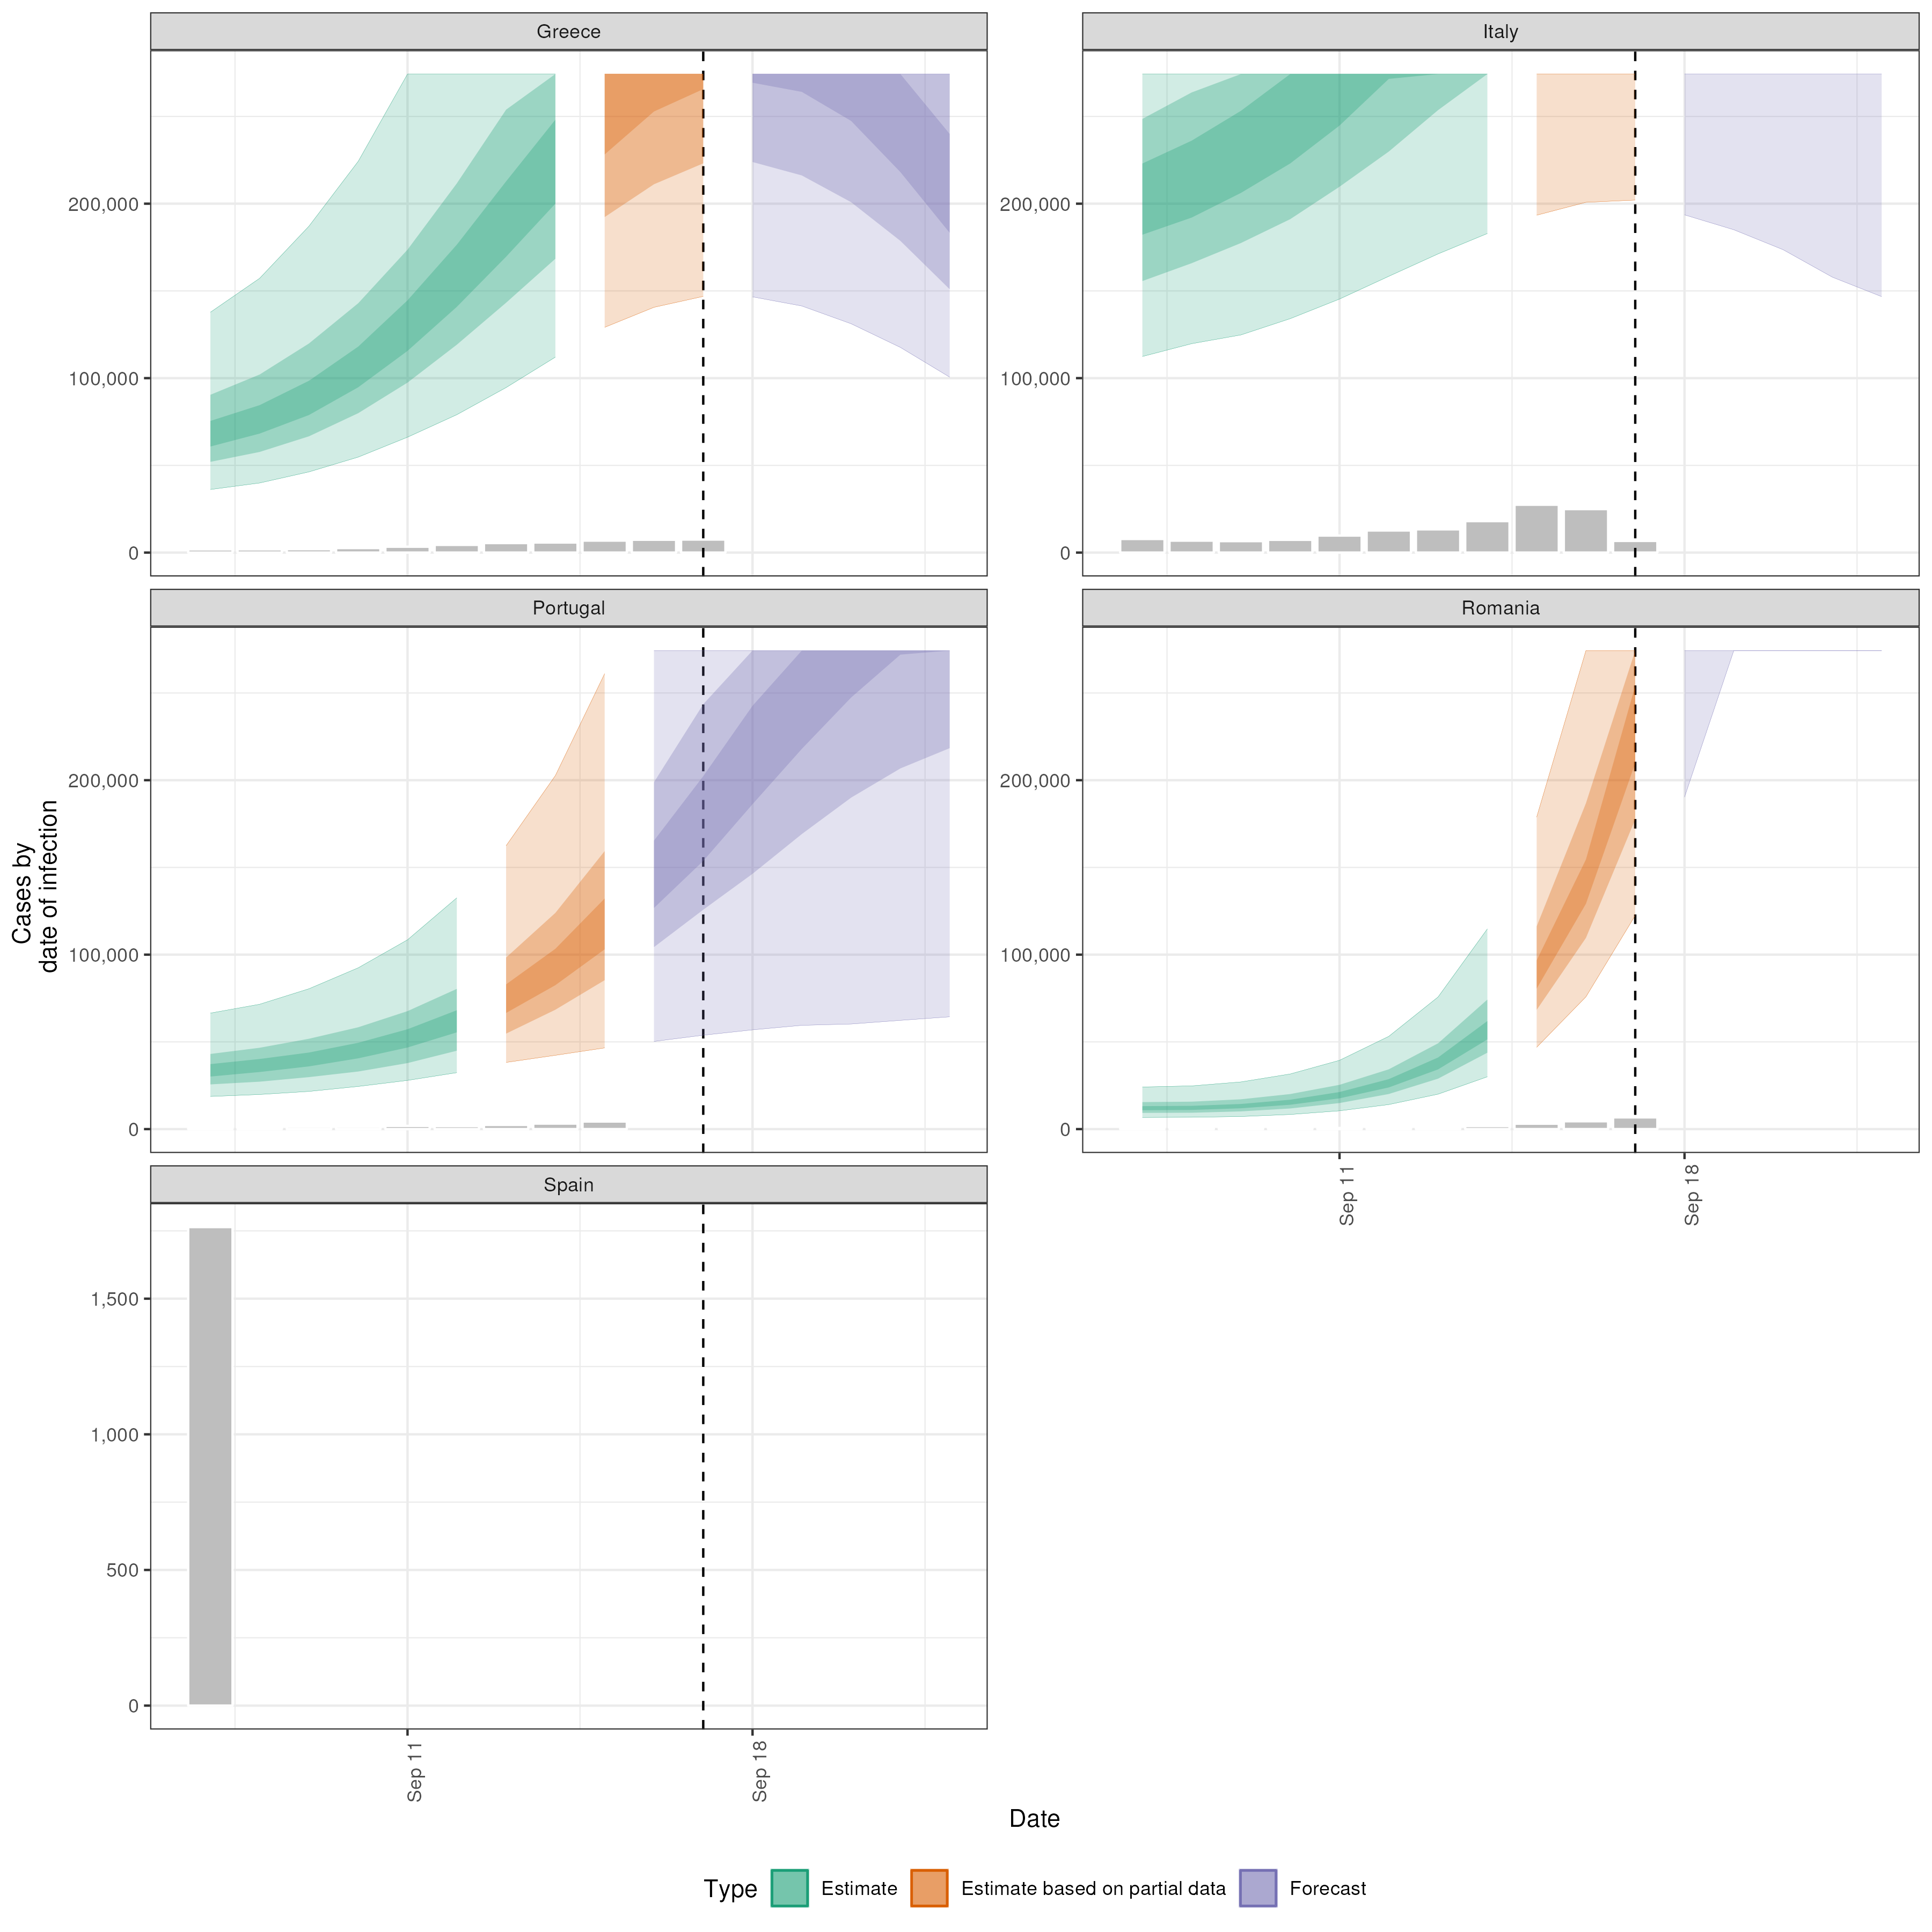 Greece
Italy
200,000
100,000
0
200,000
100,000
0
Portugal
Romania
200,000
100,000
0
200,000
100,000
0
Sep 11
Sep 18
Spain
1,500
1,000
500
0
Sep 11
Sep 18
Cases by
date of infection
Date
Type
Estimate
Estimate based on partial data
Forecast